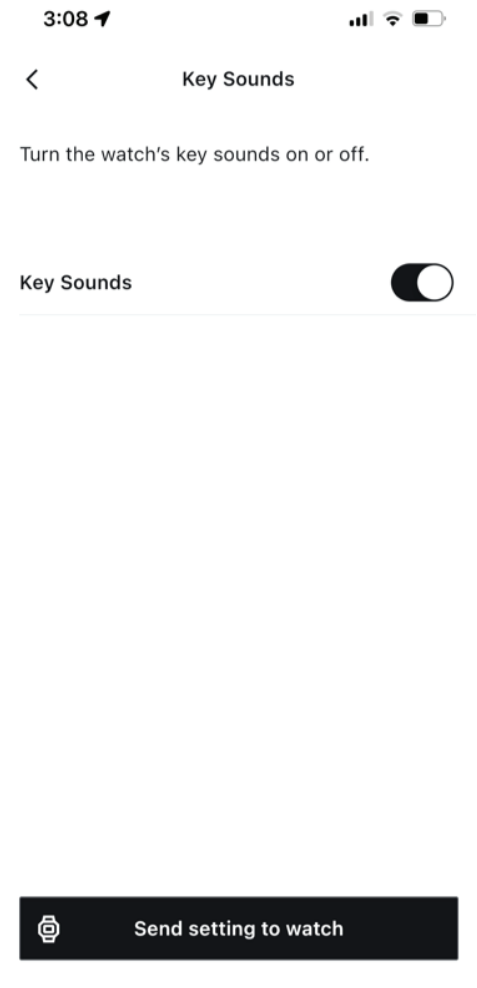 3:08
Key Sounds
Turn the watch's key sounds on or off.
Key Sounds
Send setting to watch